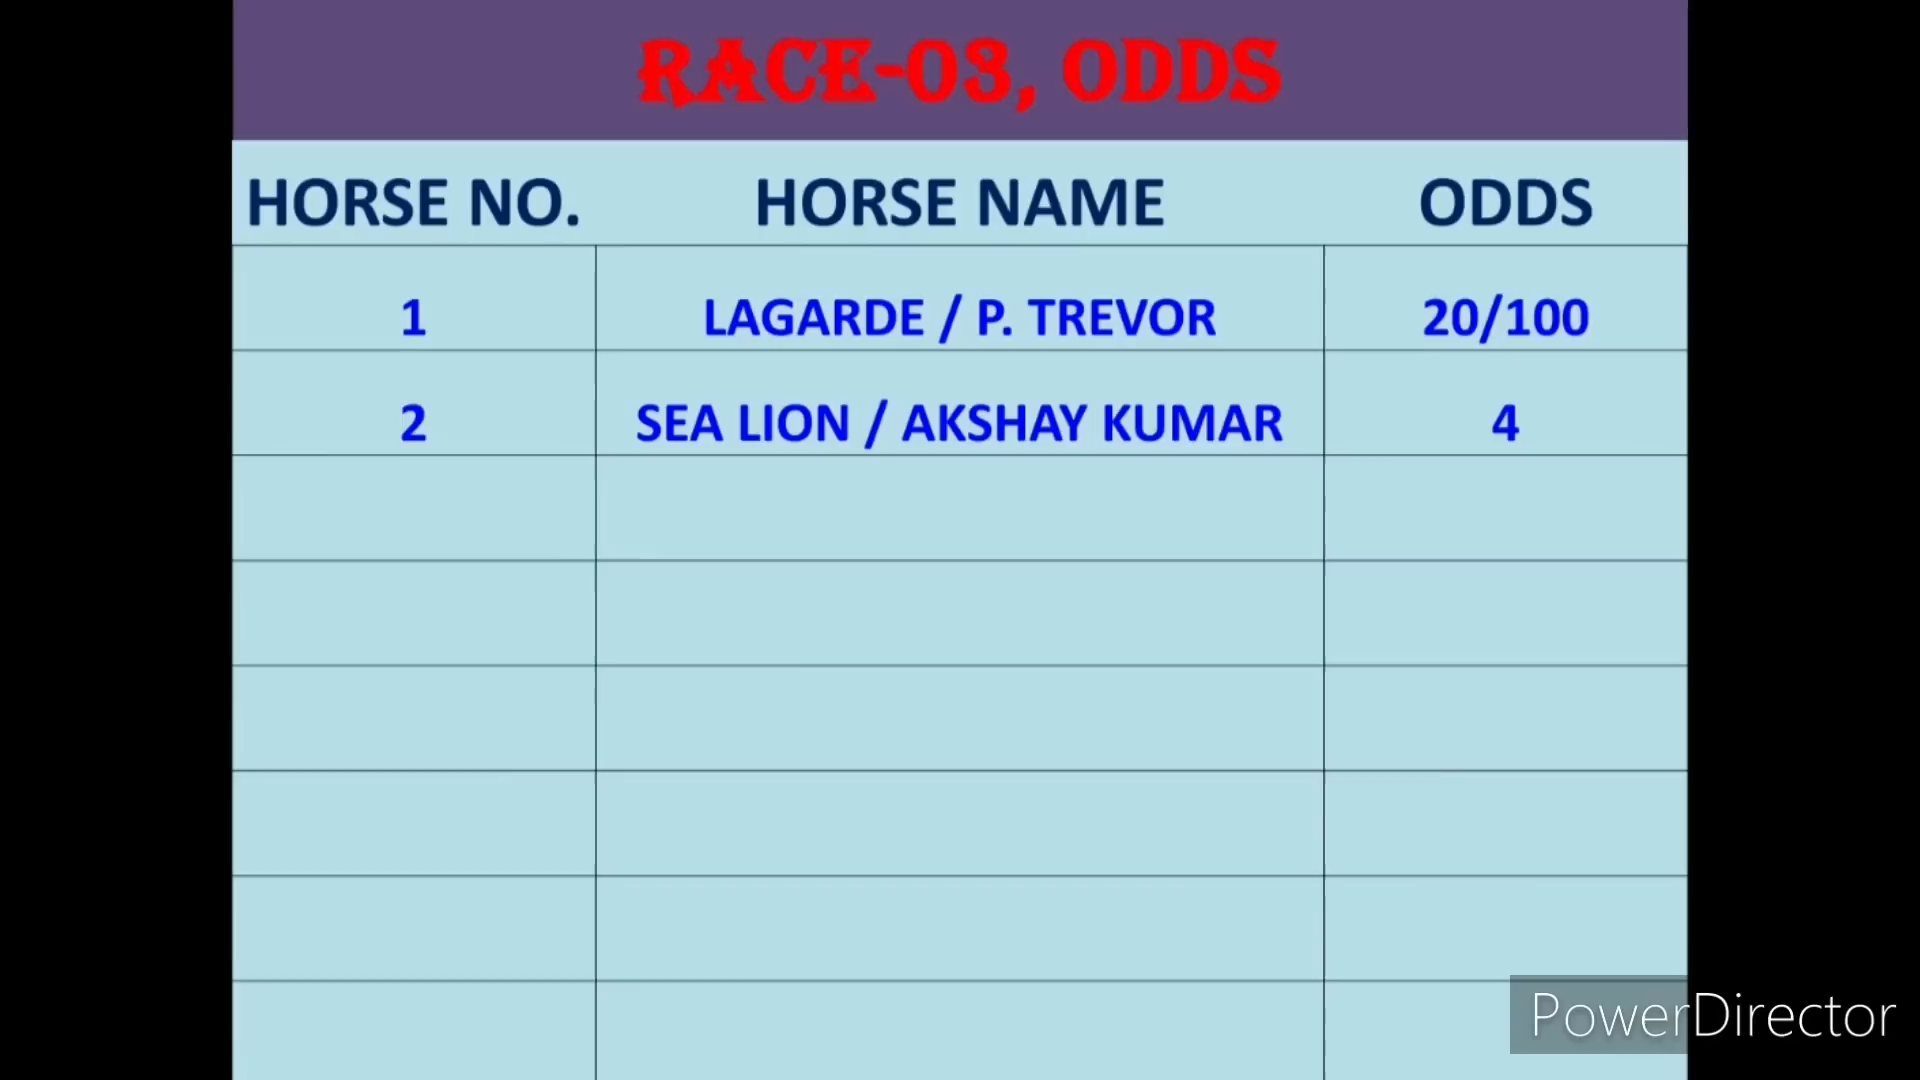 RACE-03, ODDS
HORSE NO. HORSE NAME ODDS
1 LAGARDE / P. TREVOR 20/100
2 SEA LION / AKSHAY KUMAR 4
PowerDirector